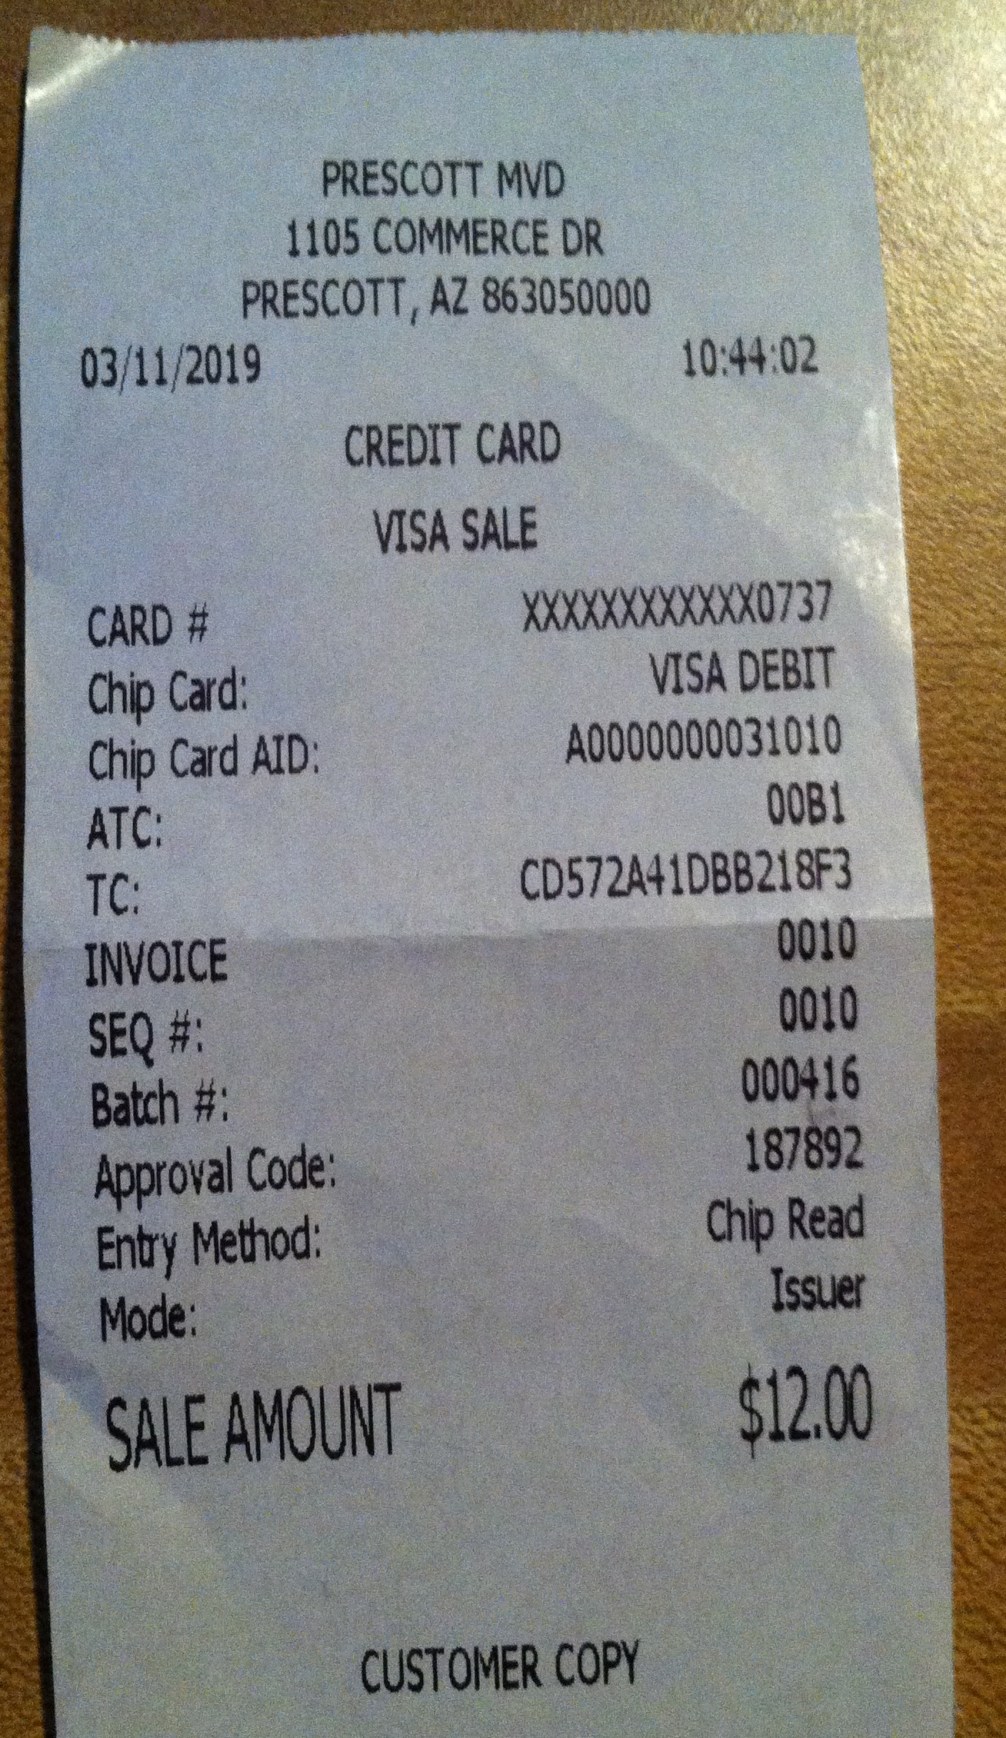 PRESCOTT MVD
1105 COMMERCE DR
PRESCOTT, AZ 863050000
03/11/2019 10:44:02
CREDIT CARD
VISA SALE
CARD # XXXXXXXXXXXX0737
Chip Card: VISA DEBIT
Chip Card AID: A0000000031010
ATC: 00B1
TC: CD572A41DBB218F3
INVOICE 0010
SEQ #: 0010
Batch #: 000416
Approval Code: 187892
Entry Method: Chip Read
Mode: Issuer
SALE AMOUNT $12.00
CUSTOMER COPY